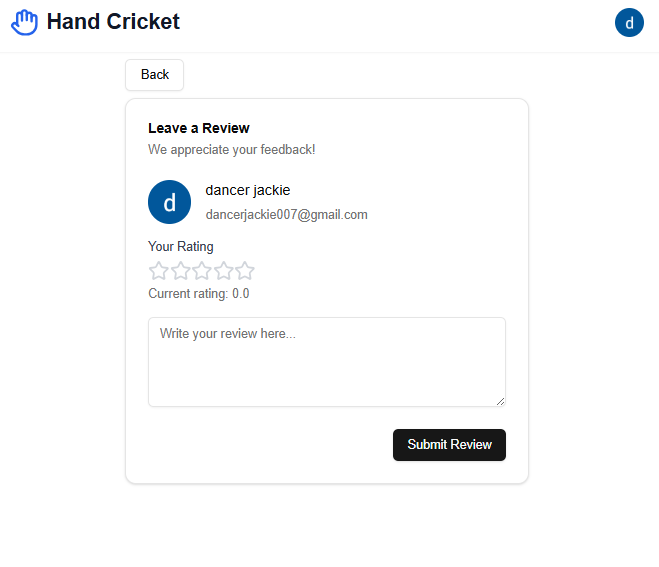 Hand Cricket
d
Back
Leave a Review
We appreciate your feedback!
d
dancer jackie
dancerjackie007@gmail.com
Your Rating
Current rating: 0.0
Write your review here...
Submit Review